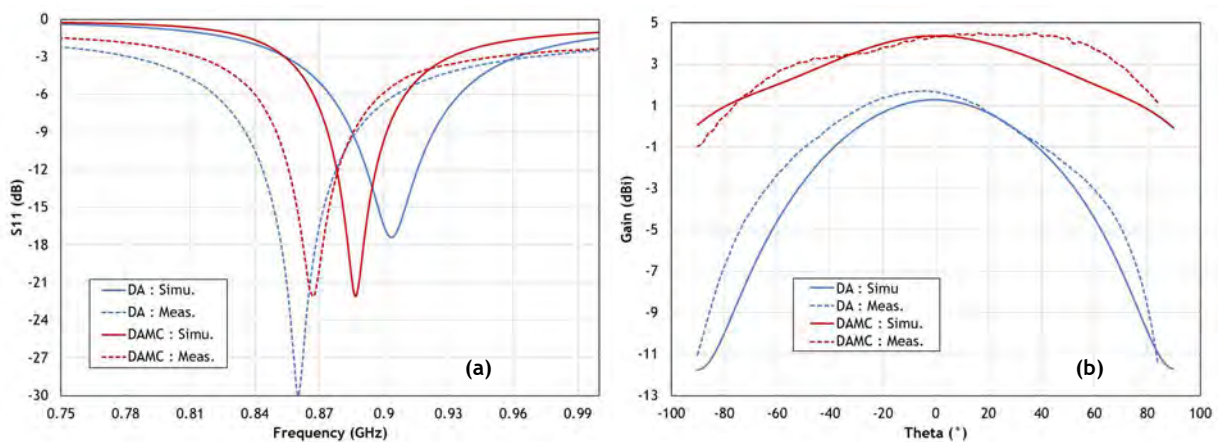 0
-3
-6
-9
-12
-15
-18
-21
-24
-27
-30
S11 (dB)
DA : Simu.
DA : Meas.
DAMC : Simu.
DAMC : Meas.
(a)
0.75 0.78 0.81 0.84 0.87 0.9 0.93 0.96 0.99
Frequency (GHz)
5
3
1
-1
-3
-5
-7
-9
-11
-13
Gain (dBi)
DA : Simu
DA : Meas.
DAMC : Simu.
DAMC : Meas.
(b)
-100 -80 -60 -40 -20 0 20 40 60 80 100
Theta (°)